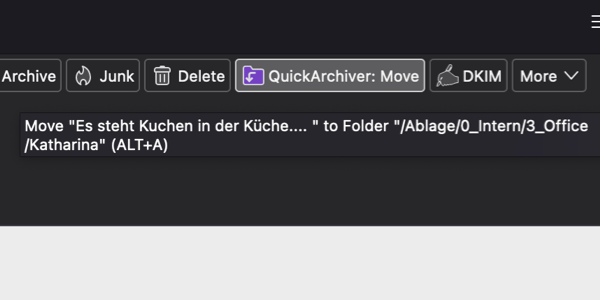 Archive Junk Delete QuickArchiver: Move DKIM More
Move "Es steht Kuchen in der Küche.... " to Folder "/Ablage/0_Intern/3_Office
/Katharina" (ALT+A)